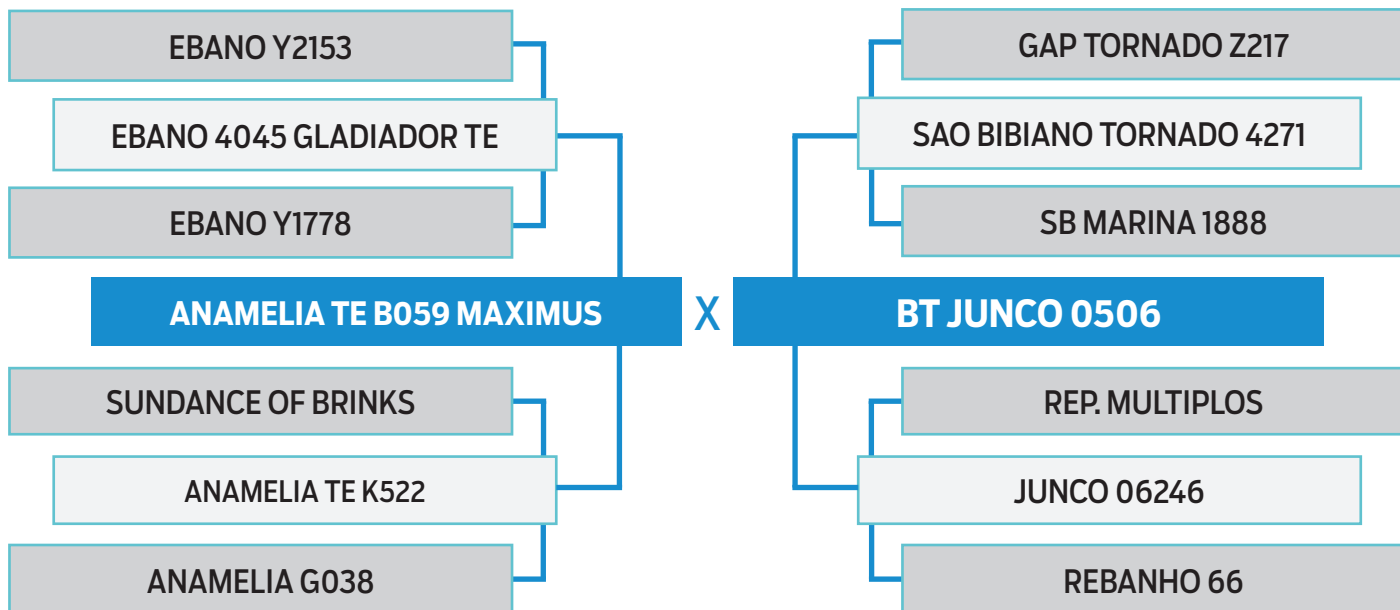 EBANO Y2153
EBANO 4045 GLADIADOR TE
EBANO Y1778
ANAMELIA TE B059 MAXIMUS
SUNDANCE OF BRINKS
ANAMELIA TE K522
ANAMELIA G038
X
GAP TORNADO Z217
SAO BIBIANO TORNADO 4271
SB MARINA 1888
BT JUNCO 0506
REP. MULTIPLOS
JUNCO 06246
REBANHO 66